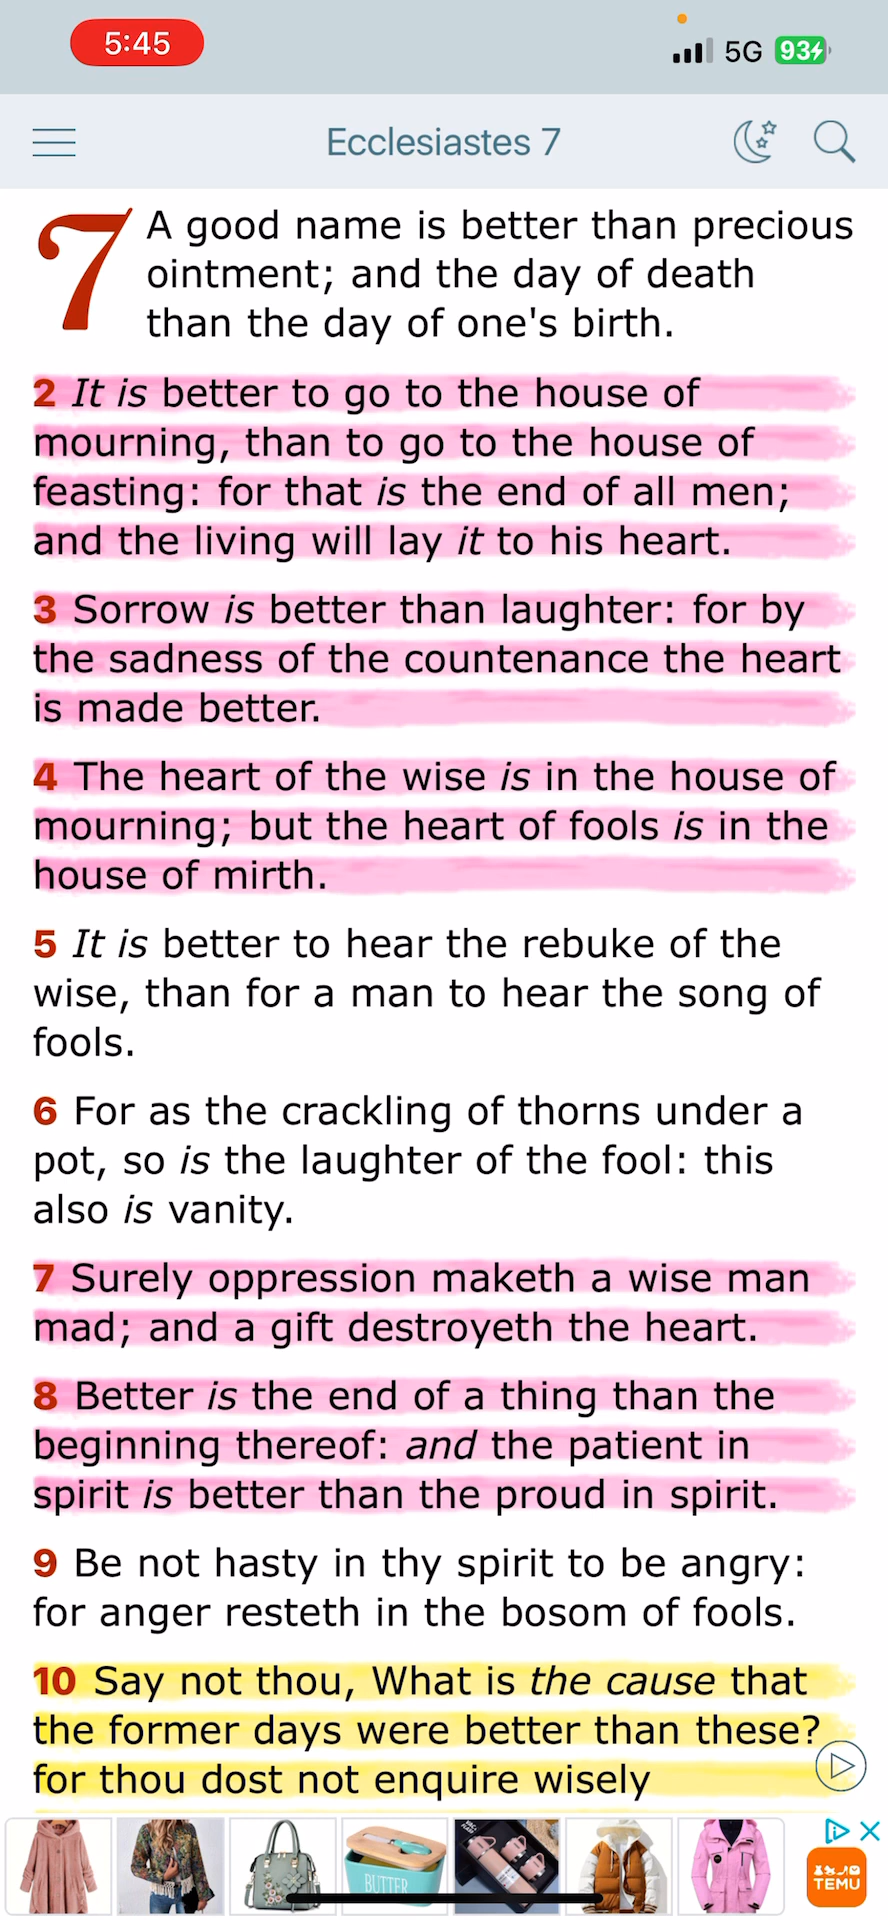 5:45
5G 93
Ecclesiastes 7
7 A good name is better than precious
ointment; and the day of death
than the day of one's birth.
2 It is better to go to the house of
mourning, than to go to the house of
feasting: for that is the end of all men;
and the living will lay it to his heart.
3 Sorrow is better than laughter: for by
the sadness of the countenance the heart
is made better.
4 The heart of the wise is in the house of
mourning; but the heart of fools is in the
house of mirth.
5 It is better to hear the rebuke of the
wise, than for a man to hear the song of
fools.
6 For as the crackling of thorns under a
pot, so is the laughter of the fool: this
also is vanity.
7 Surely oppression maketh a wise man
mad; and a gift destroyeth the heart.
8 Better is the end of a thing than the
beginning thereof: and the patient in
spirit is better than the proud in spirit.
9 Be not hasty in thy spirit to be angry:
for anger resteth in the bosom of fools.
10 Say not thou, What is the cause that
the former days were better than these?
for thou dost not enquire wisely
BUTTER
TEMU